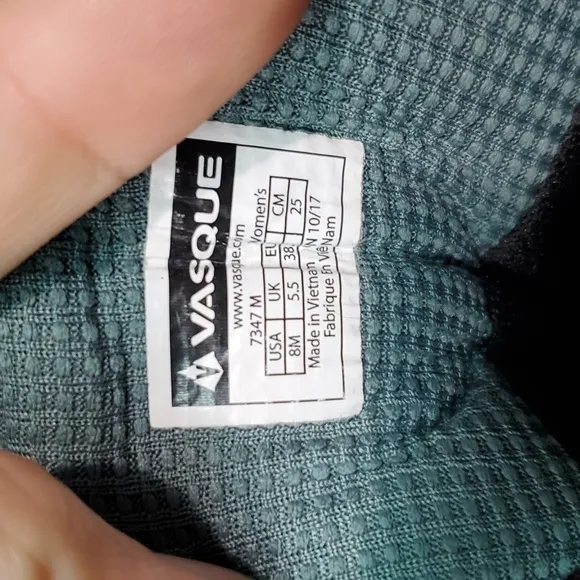 VASQUE
www.vasque.com
7347 M Women's
USA UK EU CM
8M 5.5 38 25
Made in Vietnam 10/17
Fabrique in Nam